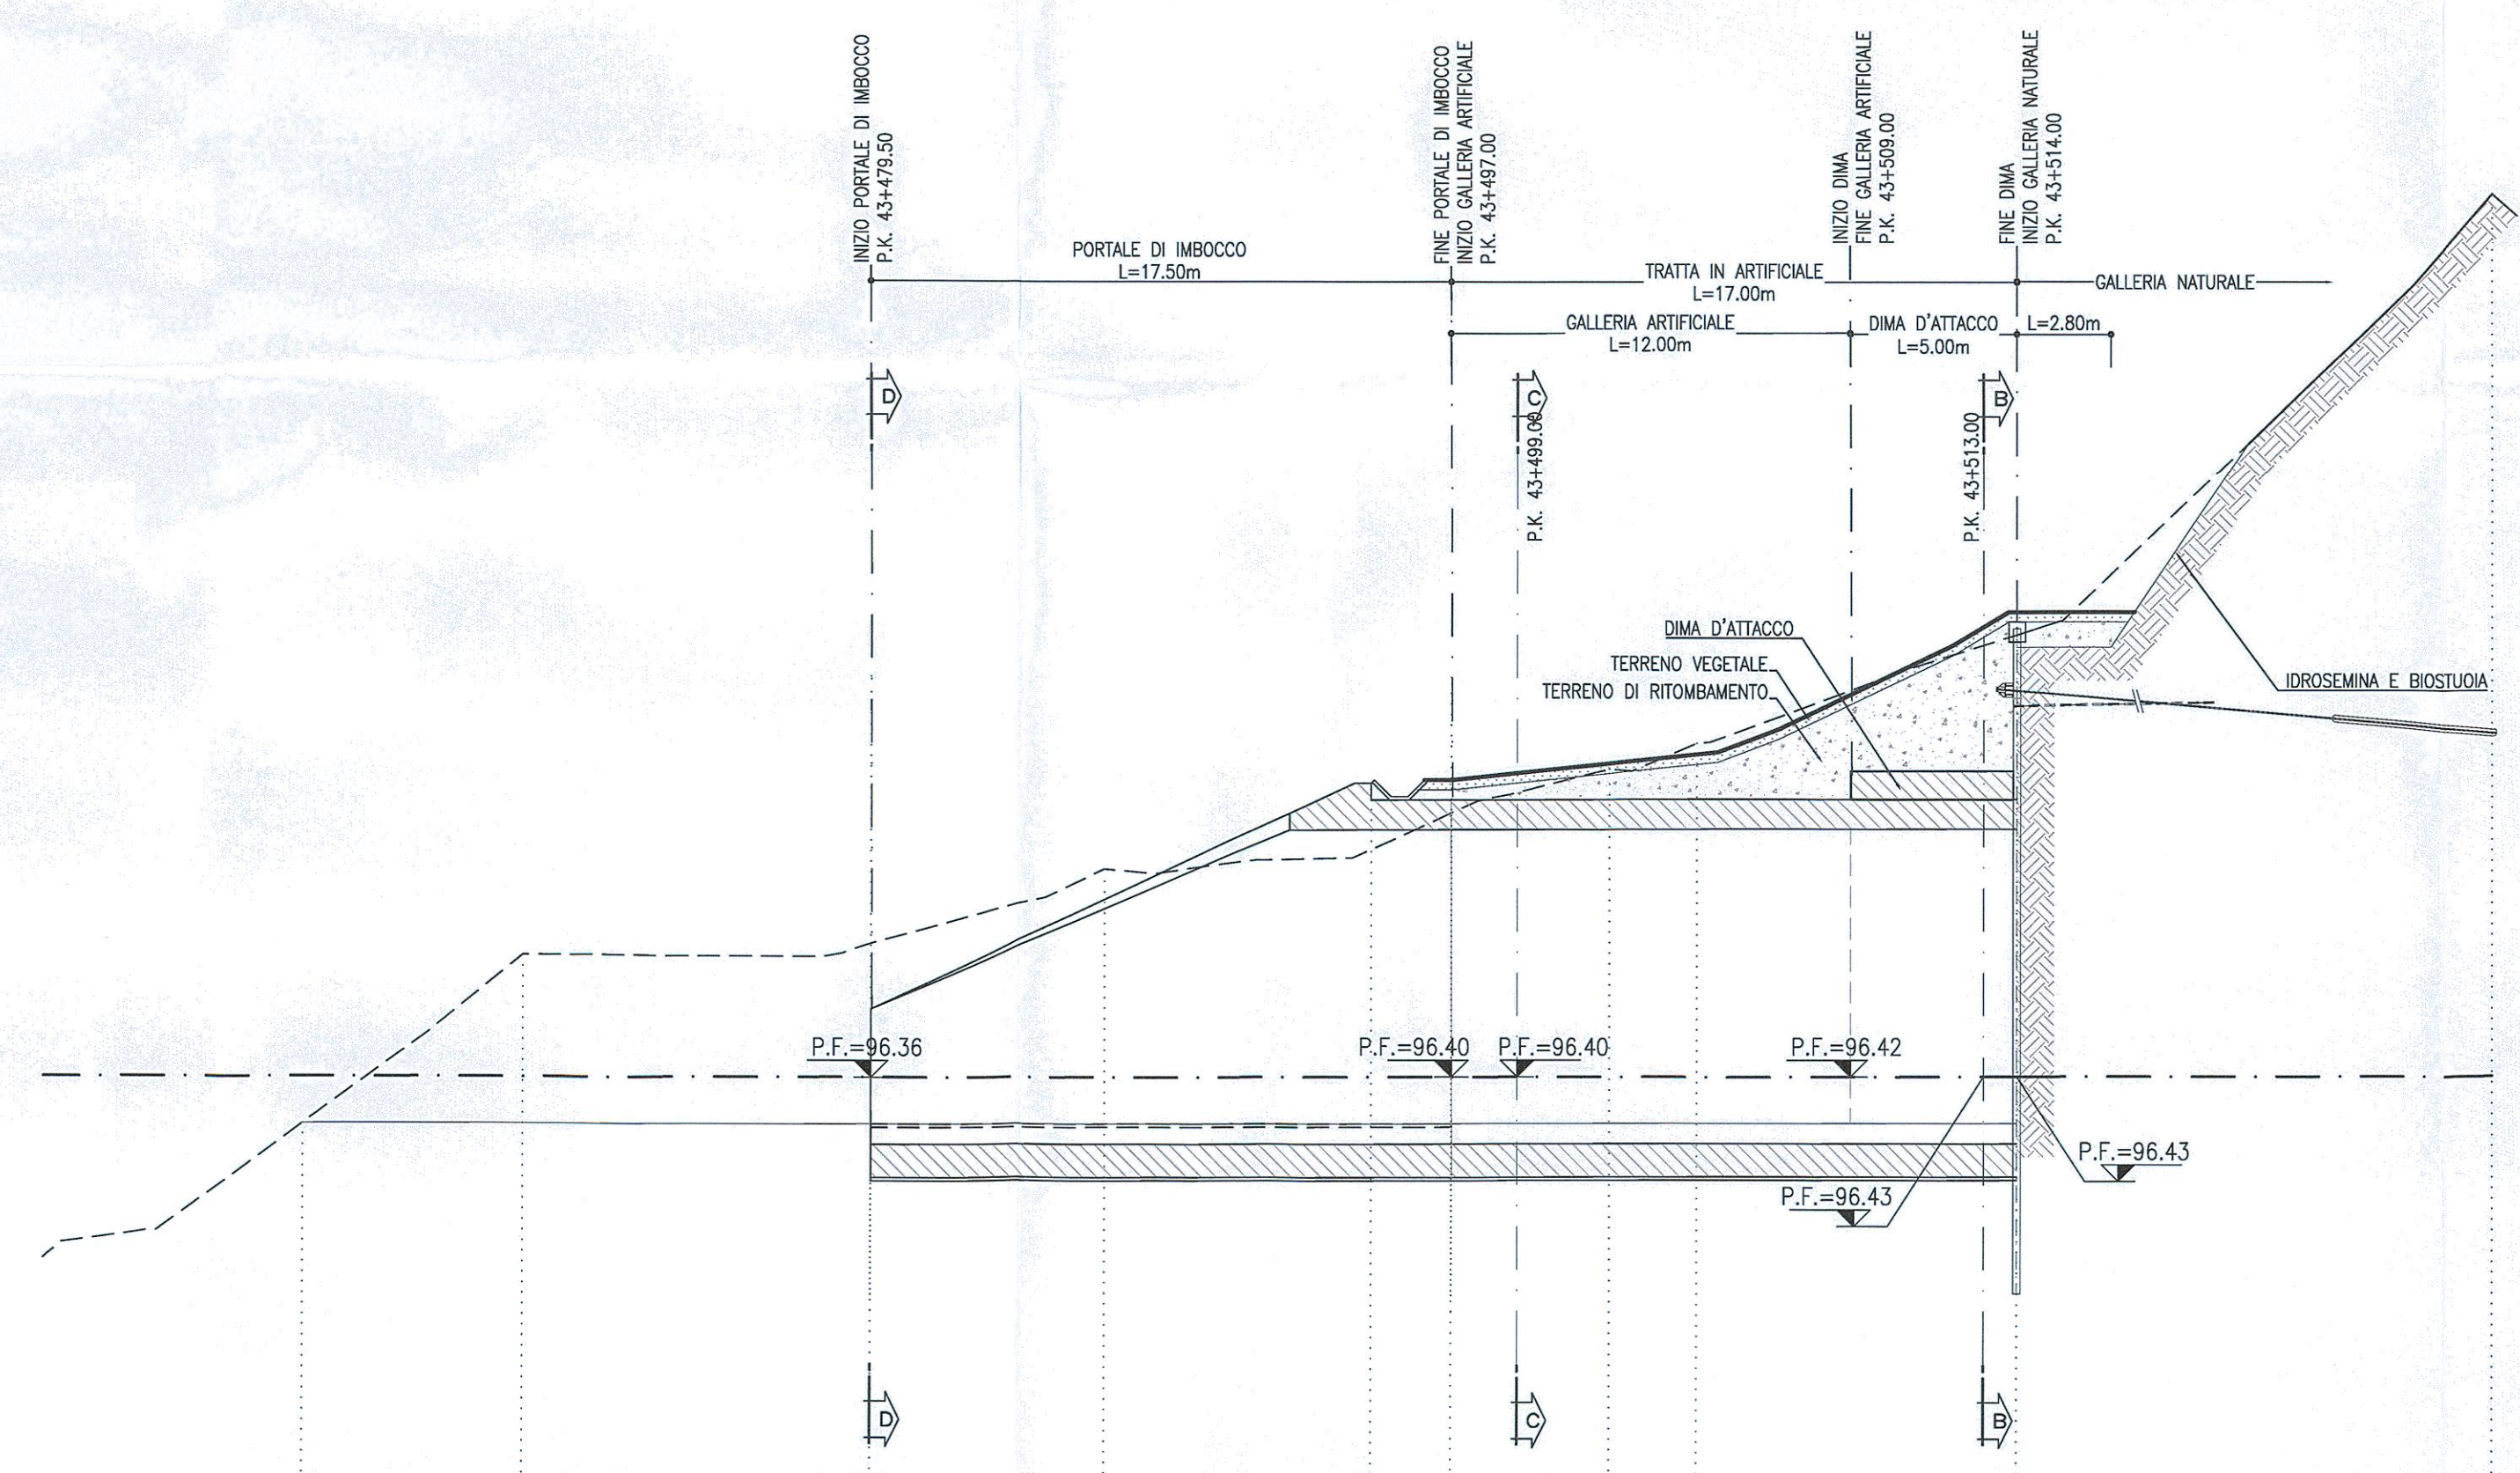 INIZIO PORTALE DI IMBOCCO
P.K. 43+479.50
FINE PORTALE DI IMBOCCO
INIZIO GALLERIA ARTIFICIALE
P.K. 43+497.00
INIZIO DIMA
FINE GALLERIA ARTIFICIALE
P.K. 43+509.00
FINE DIMA
INIZIO GALLERIA NATURALE
P.K. 43+514.00
PORTALE DI IMBOCCO
L=17.50m
TRATTA IN ARTIFICIALE
L=17.00m
GALLERIA NATURALE
GALLERIA ARTIFICIALE
L=12.00m
DIMA D'ATTACCO
L=5.00m
L=2.80m
D
C
B
P.K. 43+499.00
P.K. 43+513.00
DIMA D'ATTACCO
TERRENO VEGETALE
TERRENO DI RITOMBAMENTO
IDROSEMINA E BIOSTUOIA
P.F.=96.36
P.F.=96.40
P.F.=96.40
P.F.=96.42
P.F.=96.43
P.F.=96.43
D
C
B